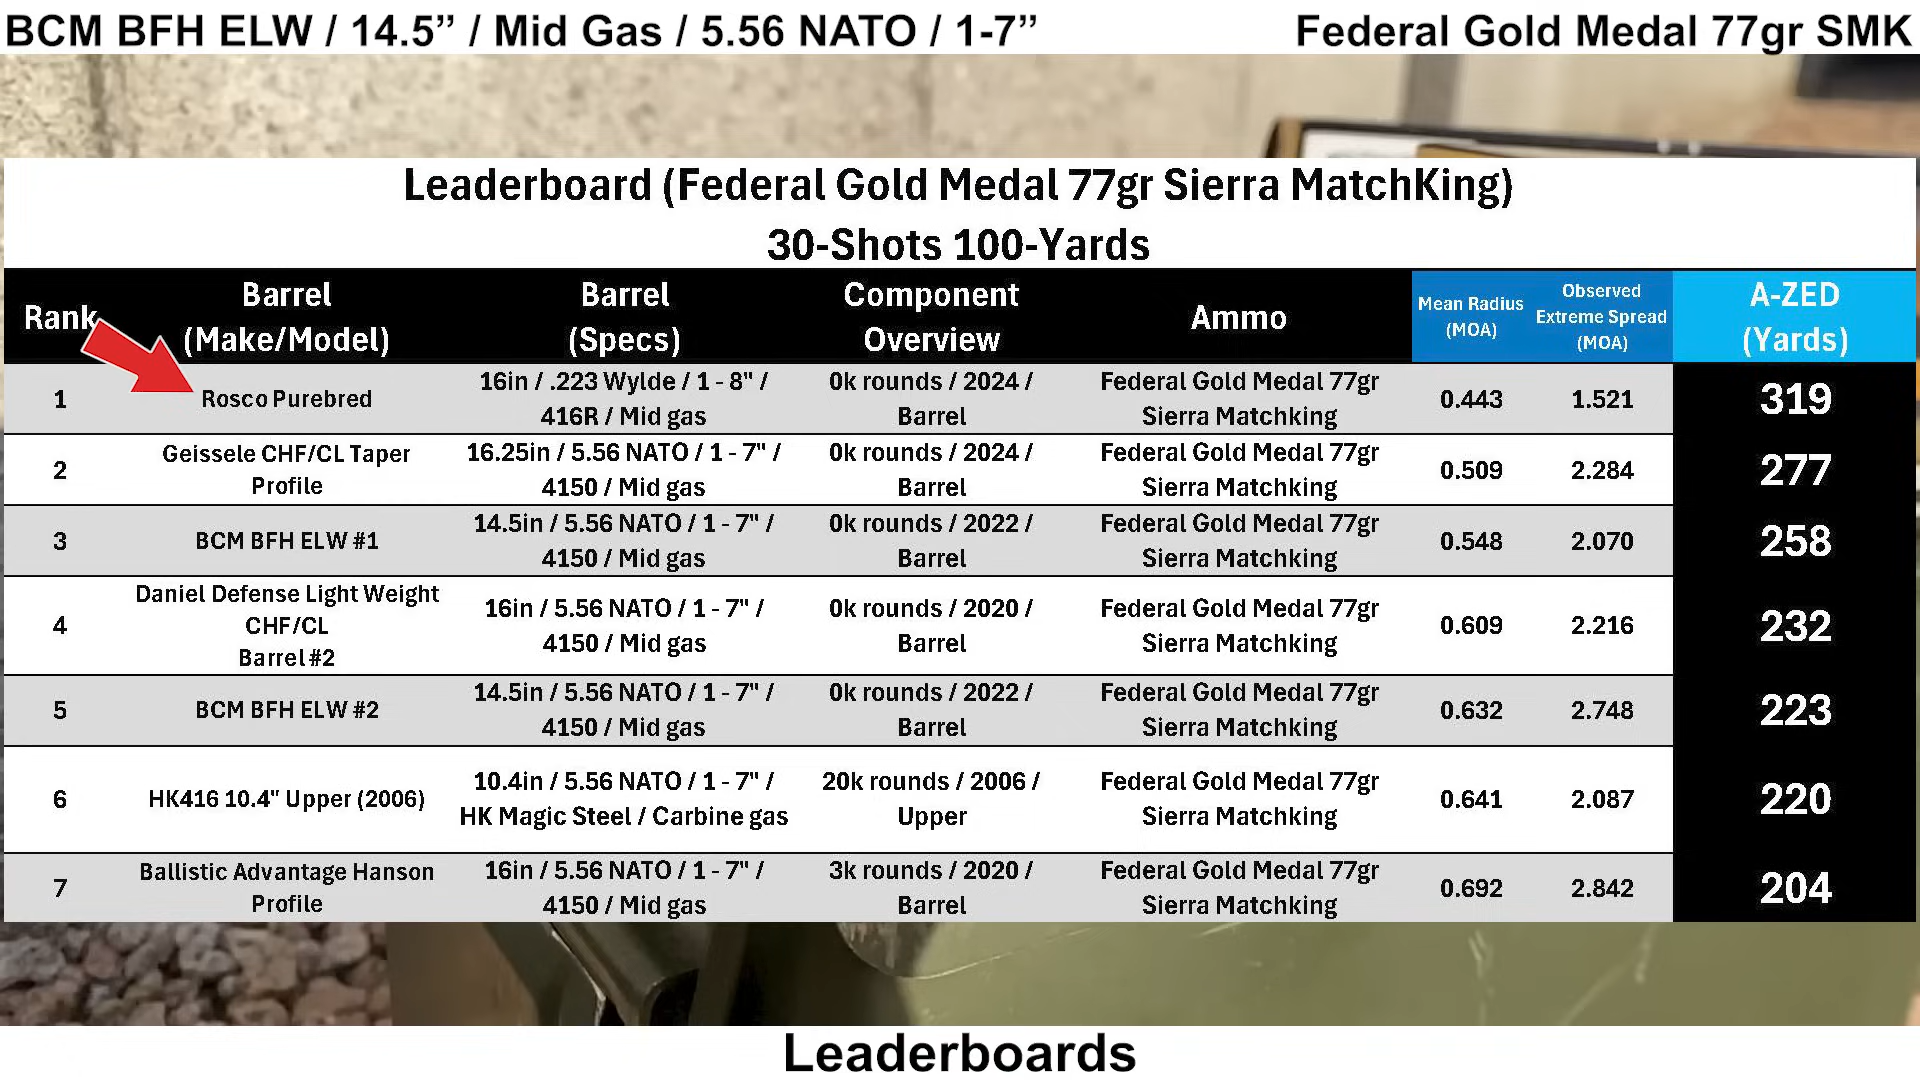 BCM BFH ELW / 14.5” / Mid Gas / 5.56 NATO / 1-7”
Federal Gold Medal 77gr SMK
Leaderboard (Federal Gold Medal 77gr Sierra MatchKing)
30-Shots 100-Yards
Rank
Barrel
(Make/Model)
Barrel
(Specs)
Component
Overview
Ammo
Mean Radius
(MOA)
Observed
Extreme Spread
(MOA)
A-ZED
(Yards)
1
Rosco Purebred
16in / .223 Wylde / 1 - 8" /
416R / Mid gas
0k rounds / 2024 /
Barrel
Federal Gold Medal 77gr
Sierra Matchking
0.443
1.521
319
2
Geissele CHF/CL Taper
Profile
16.25in / 5.56 NATO / 1 - 7" /
4150 / Mid gas
0k rounds / 2024 /
Barrel
Federal Gold Medal 77gr
Sierra Matchking
0.509
2.284
277
3
BCM BFH ELW #1
14.5in / 5.56 NATO / 1 - 7" /
4150 / Mid gas
0k rounds / 2022 /
Barrel
Federal Gold Medal 77gr
Sierra Matchking
0.548
2.070
258
4
Daniel Defense Light Weight
CHF/CL
Barrel #2
16in / 5.56 NATO / 1 - 7" /
4150 / Mid gas
0k rounds / 2020 /
Barrel
Federal Gold Medal 77gr
Sierra Matchking
0.609
2.216
232
5
BCM BFH ELW #2
14.5in / 5.56 NATO / 1 - 7" /
4150 / Mid gas
0k rounds / 2022 /
Barrel
Federal Gold Medal 77gr
Sierra Matchking
0.632
2.748
223
6
HK416 10.4" Upper (2006)
10.4in / 5.56 NATO / 1 - 7" /
HK Magic Steel / Carbine gas
20k rounds / 2006 /
Upper
Federal Gold Medal 77gr
Sierra Matchking
0.641
2.087
220
7
Ballistic Advantage Hanson
Profile
16in / 5.56 NATO / 1 - 7" /
4150 / Mid gas
3k rounds / 2020 /
Barrel
Federal Gold Medal 77gr
Sierra Matchking
0.692
2.842
204
Leaderboards